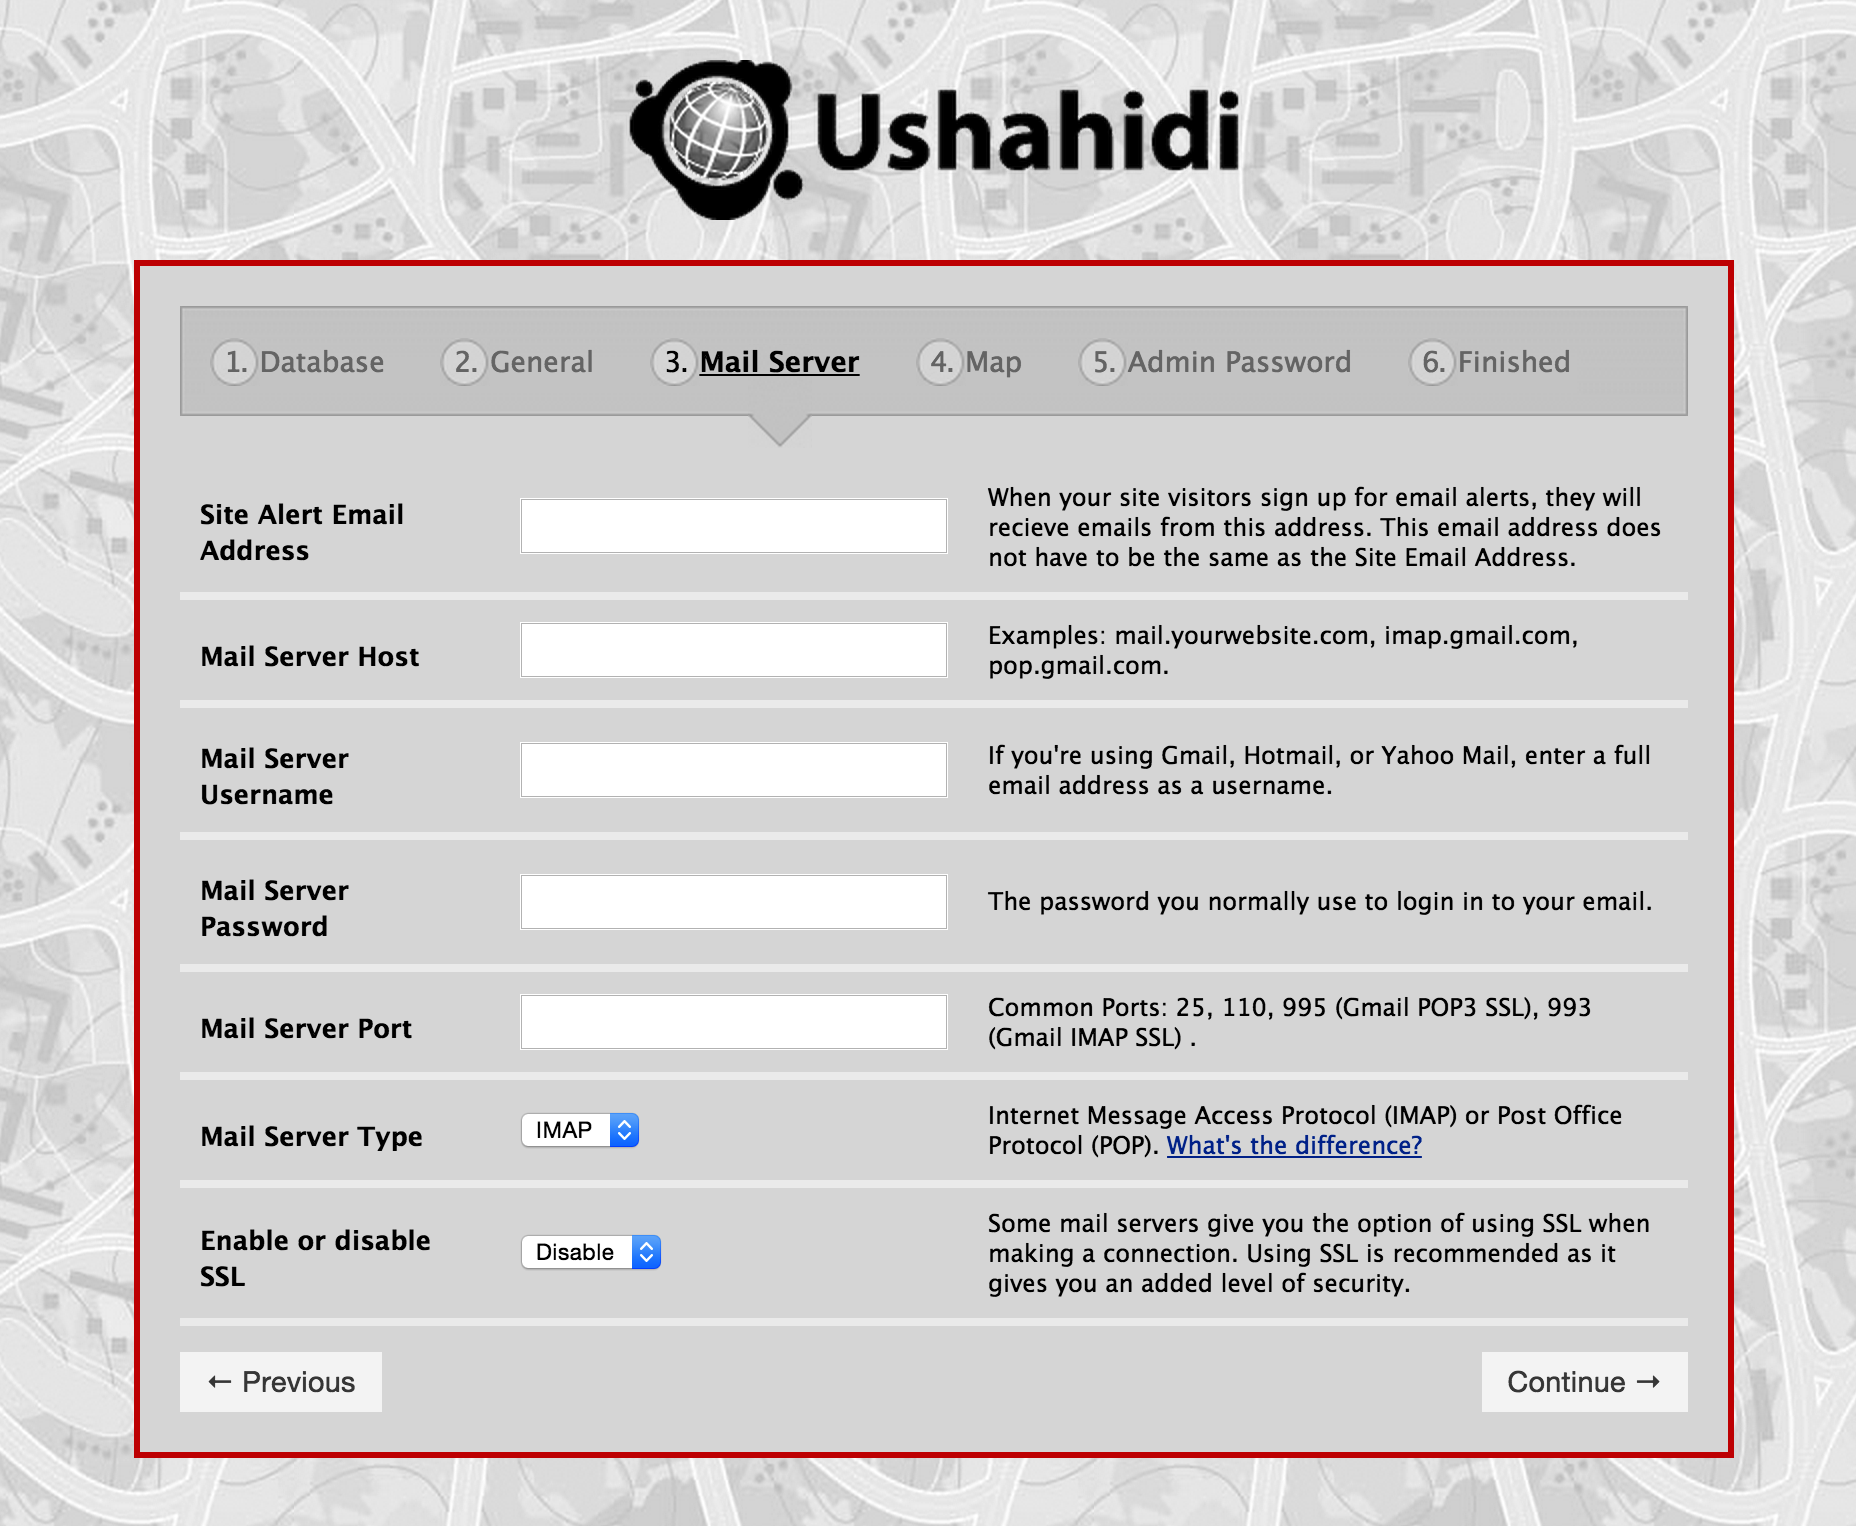 Ushahidi
1. Database 2. General 3. Mail Server 4. Map 5. Admin Password 6. Finished
Site Alert Email
Address
When your site visitors sign up for email alerts, they will
recieve emails from this address. This email address does
not have to be the same as the Site Email Address.
Mail Server Host
Examples: mail.yourwebsite.com, imap.gmail.com,
pop.gmail.com.
Mail Server
Username
If you're using Gmail, Hotmail, or Yahoo Mail, enter a full
email address as a username.
Mail Server
Password
The password you normally use to login in to your email.
Mail Server Port
Common Ports: 25, 110, 995 (Gmail POP3 SSL), 993
(Gmail IMAP SSL) .
Mail Server Type
IMAP
Internet Message Access Protocol (IMAP) or Post Office
Protocol (POP). What's the difference?
Enable or disable
SSL
Disable
Some mail servers give you the option of using SSL when
making a connection. Using SSL is recommended as it
gives you an added level of security.
← Previous
Continue →